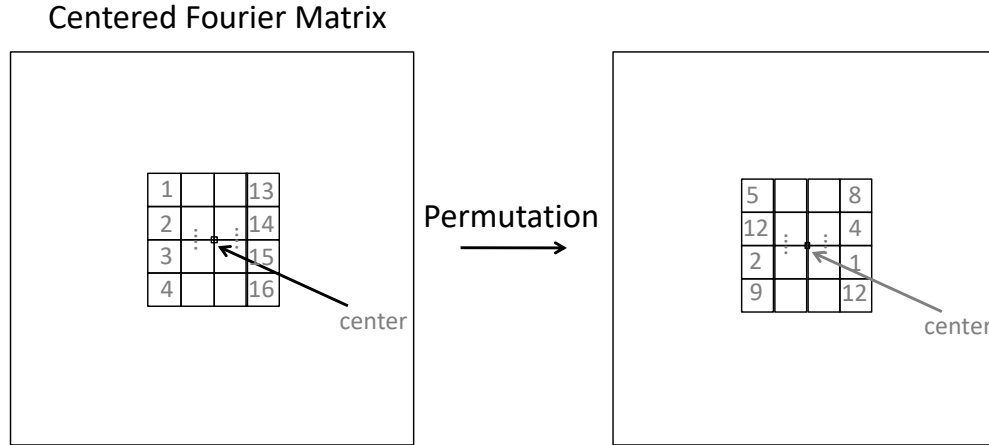 Centered Fourier Matrix
1 13
2 14
3 15
4 16
center
Permutation
5 8
12 4
2 1
9 12
center